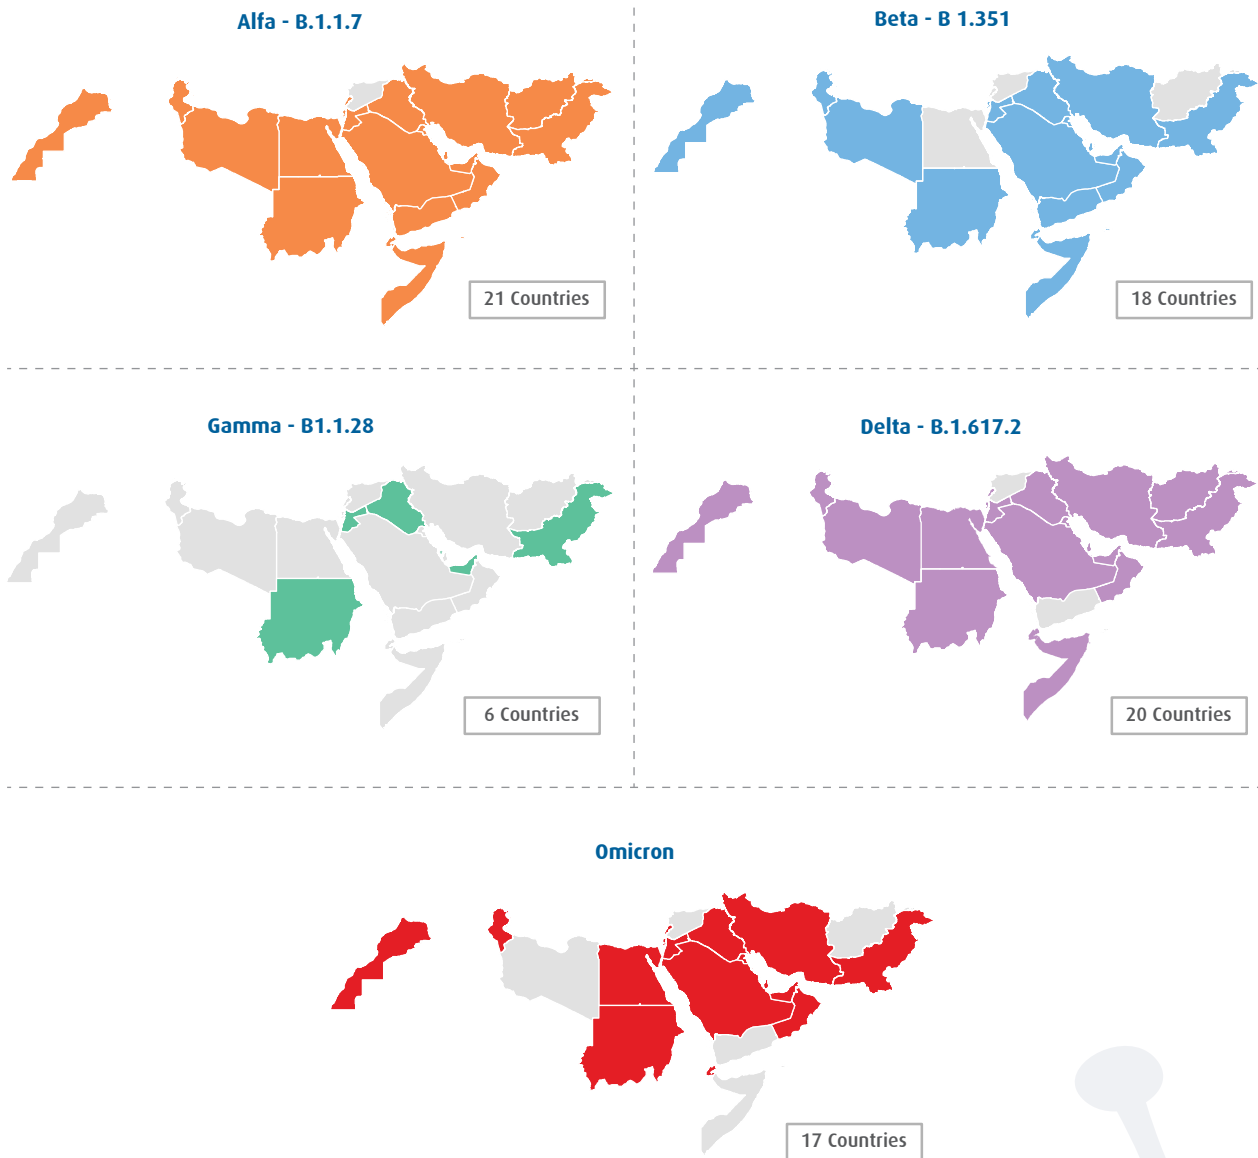 Alfa - B.1.1.7
Beta - B 1.351
21 Countries
18 Countries
Gamma - B1.1.28
Delta - B.1.617.2
6 Countries
20 Countries
Omicron
17 Countries